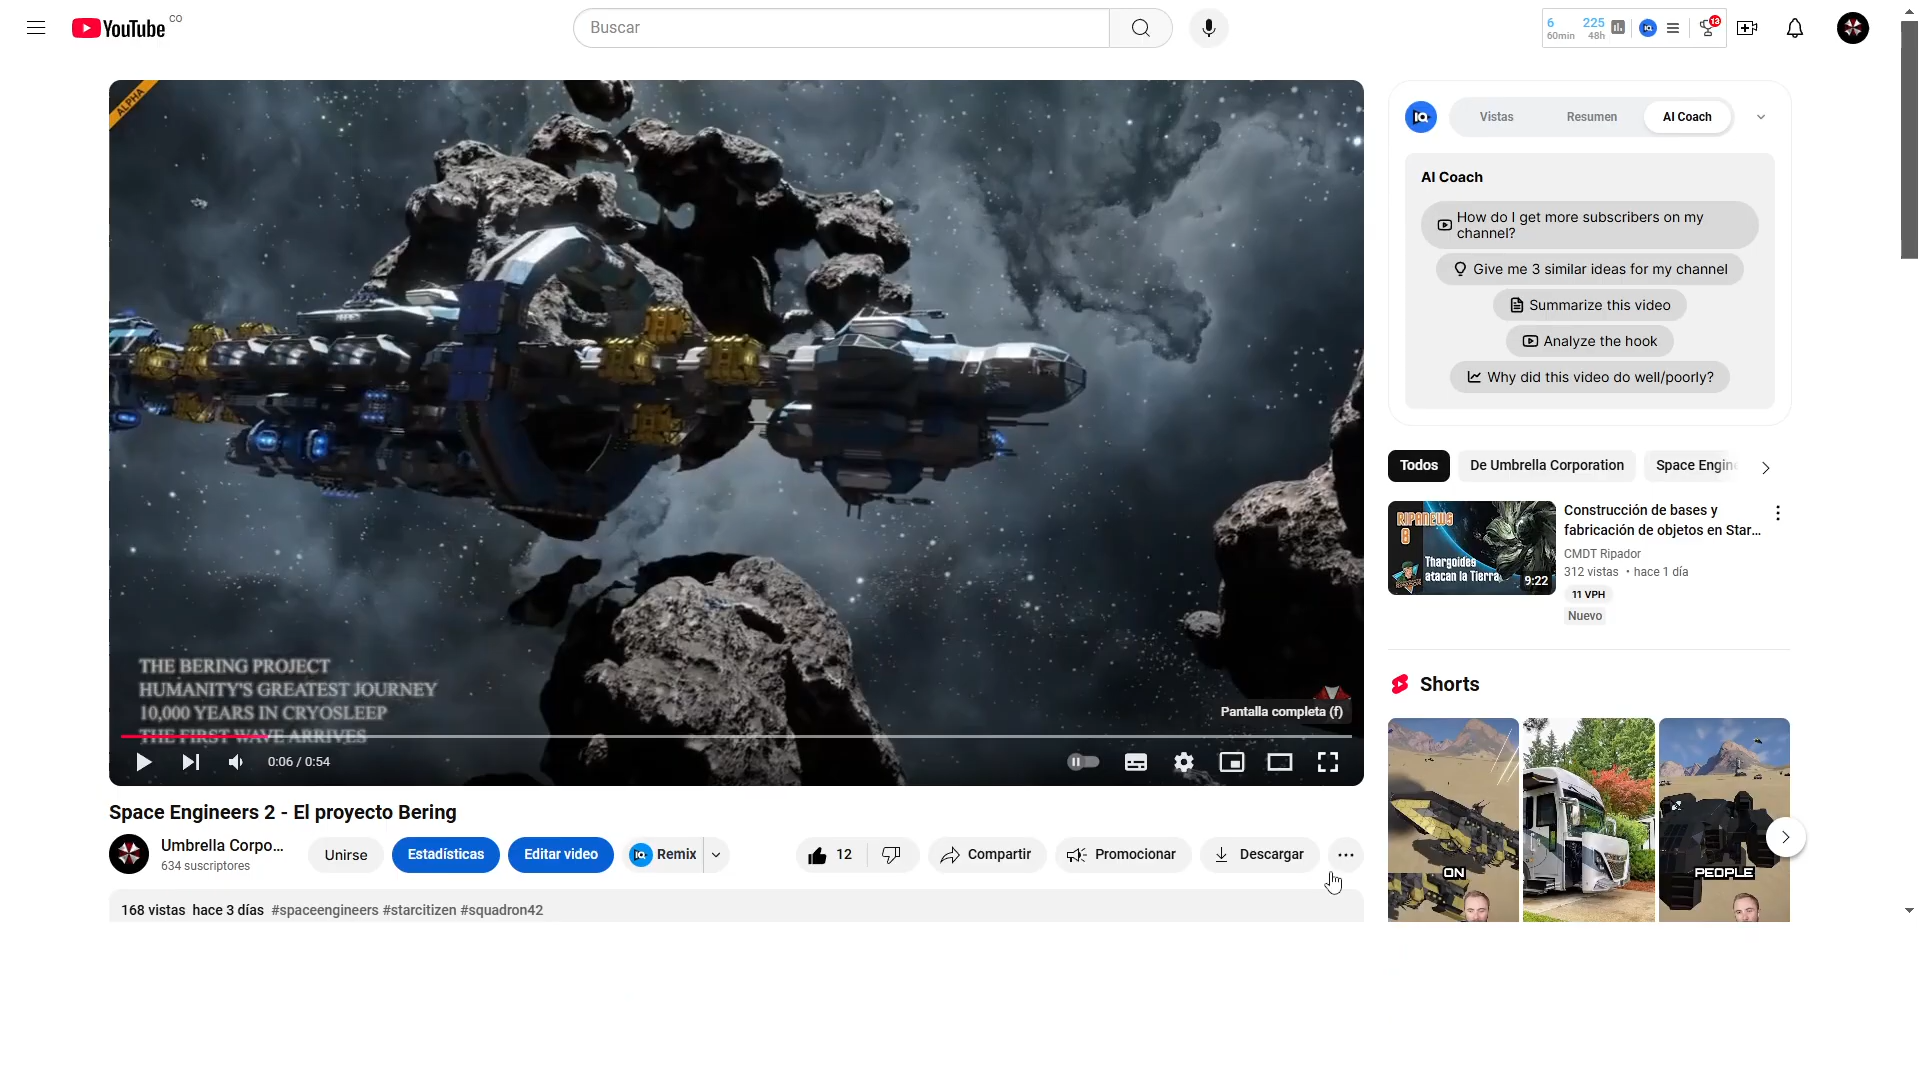 YouTube
CO
Buscar
6
60min
225
48h
IQ
13
ALPHA
THE BERING PROJECT
HUMANITY'S GREATEST JOURNEY
10,000 YEARS IN CRYOSLEEP
THE FIRST WAVE ARRIVES
Pantalla completa (f)
0:06 / 0:54
Space Engineers 2 - El proyecto Bering
Umbrella Corpo...
634 suscriptores
Unirse
Estadísticas
Editar video
IQ
Remix
12
Compartir
Promocionar
Descargar
168 vistas hace 3 días #spaceengineers #starcitizen #squadron42
IQ
Vistas
Resumen
AI Coach
AI Coach
How do I get more subscribers on my
channel?
Give me 3 similar ideas for my channel
Summarize this video
Analyze the hook
Why did this video do well/poorly?
Todos
De Umbrella Corporation
Space Engin
RIPANEWS
8
Thargoides
atacan la Tierra
9:22
Construcción de bases y
fabricación de objetos en Star...
CMDT Ripador
312 vistas • hace 1 día
11 VPH
Nuevo
Shorts
ON
PEOPLE